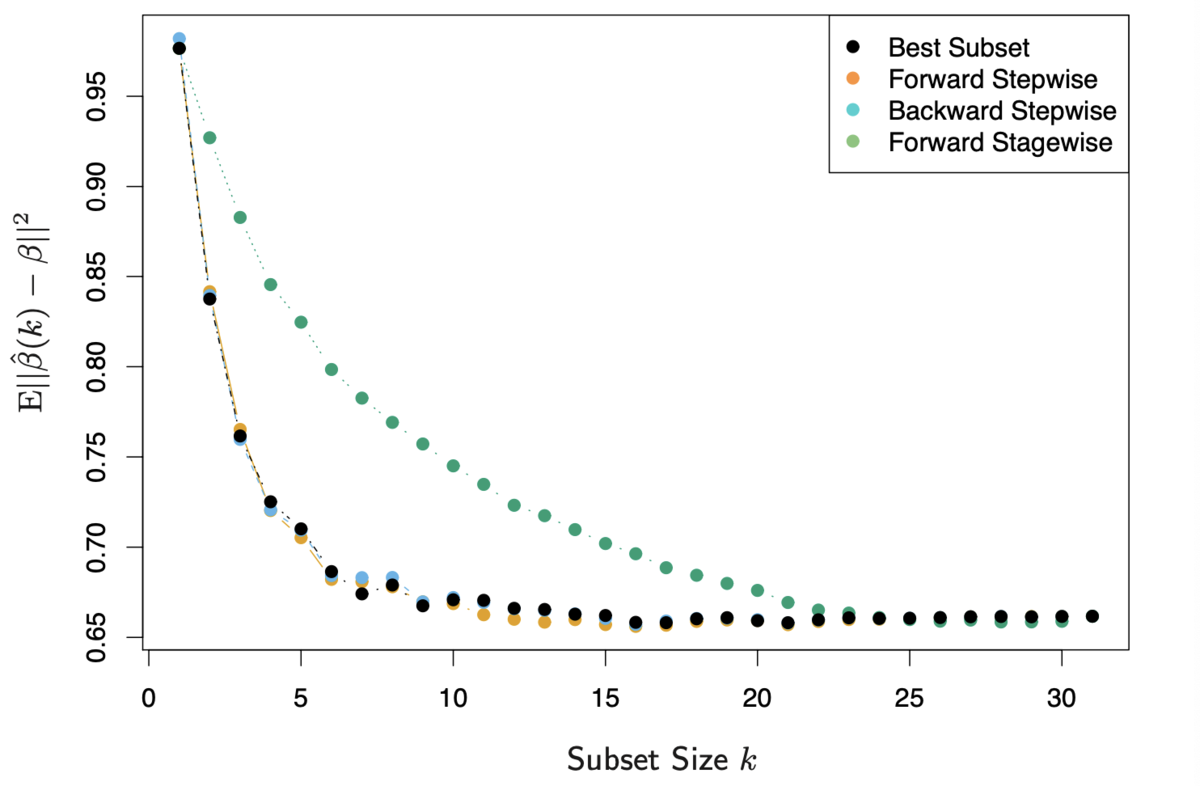 Best Subset
Forward Stepwise
Backward Stepwise
Forward Stagewise
0.95
0.90
0.85
0.80
0.75
0.70
0.65
E||β̂(k) − β||²
0 5 10 15 20 25 30
Subset Size k